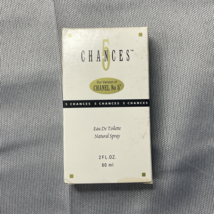 5
CHANCES™
Our Version of
CHANEL No 5®
5 CHANCES 5 CHANCES 5 CHANCES
Eau De Toilette
Natural Spray
2 FL. OZ.
60 ml